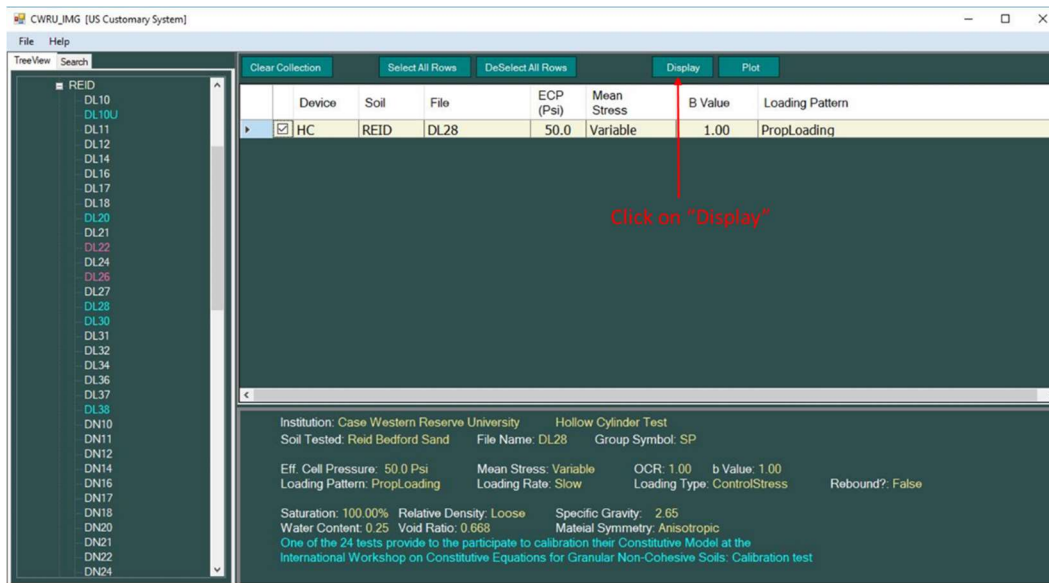 CWRU_IMG [US Customary System]
File Help
TreeView Search
REID
DL10
DL10U
DL11
DL12
DL14
DL16
DL17
DL18
DL20
DL21
DL22
DL24
DL26
DL27
DL28
DL30
DL31
DL32
DL34
DL36
DL37
DL38
DN10
DN11
DN12
DN14
DN16
DN17
DN18
DN20
DN21
DN22
DN24
Clear Collection Select All Rows DeSelect All Rows Display Plot
Device Soil File ECP (Psi) Mean Stress B Value Loading Pattern
HC REID DL28 50.0 Variable 1.00 PropLoading
Click on "Display"
Institution: Case Western Reserve University Hollow Cylinder Test
Soil Tested: Reid Bedford Sand File Name: DL28 Group Symbol: SP
Eff. Cell Pressure: 50.0 Psi Mean Stress: Variable OCR: 1.00 b Value: 1.00
Loading Pattern: PropLoading Loading Rate: Slow Loading Type: ControlStress Rebound?: False
Saturation: 100.00% Relative Density: Loose Specific Gravity: 2.65
Water Content: 0.25 Void Ratio: 0.668 Mateial Symmetry: Anisotropic
One of the 24 tests provide to the participate to calibration their Constitutive Model at the
International Workshop on Constitutive Equations for Granular Non-Cohesive Soils: Calibration test